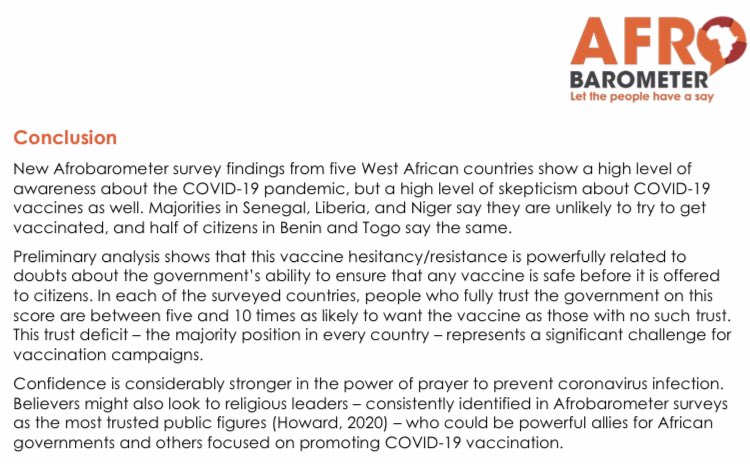 AFRO
BAROMETER
Let the people have a say
Conclusion
New Afrobarometer survey findings from five West African countries show a high level of
awareness about the COVID-19 pandemic, but a high level of skepticism about COVID-19
vaccines as well. Majorities in Senegal, Liberia, and Niger say they are unlikely to try to get
vaccinated, and half of citizens in Benin and Togo say the same.
Preliminary analysis shows that this vaccine hesitancy/resistance is powerfully related to
doubts about the government’s ability to ensure that any vaccine is safe before it is offered
to citizens. In each of the surveyed countries, people who fully trust the government on this
score are between five and 10 times as likely to want the vaccine as those with no such trust.
This trust deficit – the majority position in every country – represents a significant challenge for
vaccination campaigns.
Confidence is considerably stronger in the power of prayer to prevent coronavirus infection.
Believers might also look to religious leaders – consistently identified in Afrobarometer surveys
as the most trusted public figures (Howard, 2020) – who could be powerful allies for African
governments and others focused on promoting COVID-19 vaccination.